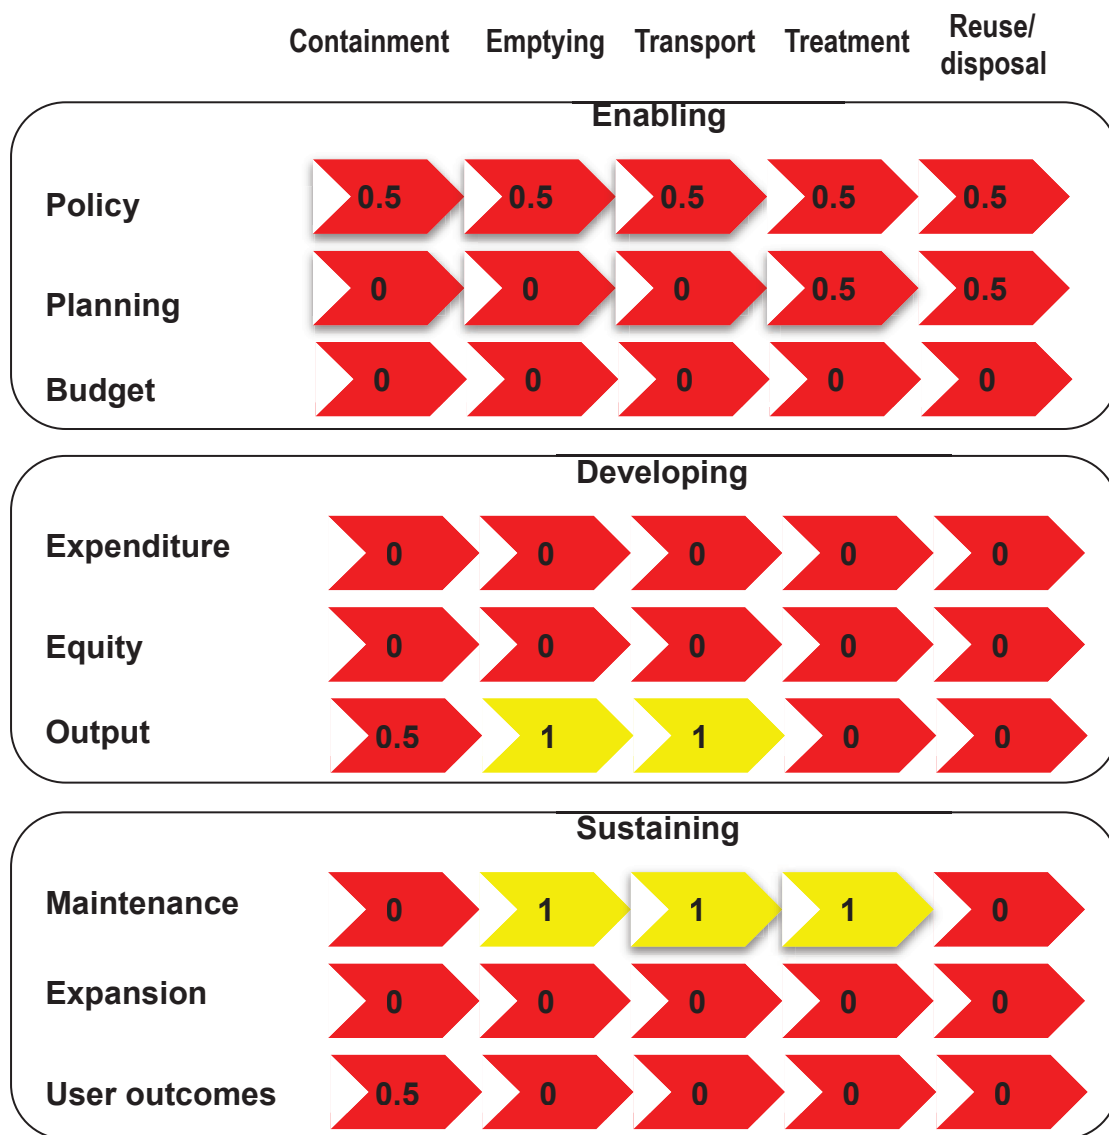 Containment Emptying Transport Treatment Reuse/
disposal
Enabling
Policy 0.5 0.5 0.5 0.5 0.5
Planning 0 0 0 0.5 0.5
Budget 0 0 0 0 0
Developing
Expenditure 0 0 0 0 0
Equity 0 0 0 0 0
Output 0.5 1 1 0 0
Sustaining
Maintenance 0 1 1 1 0
Expansion 0 0 0 0 0
User outcomes 0.5 0 0 0 0